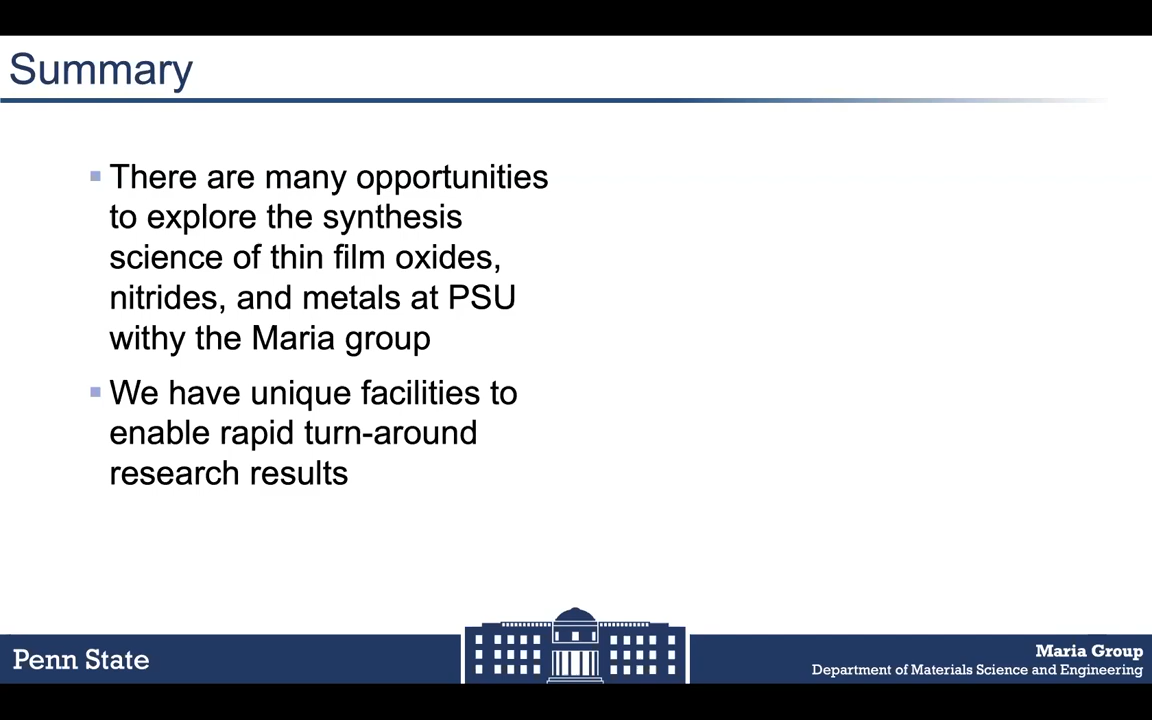 Summary
There are many opportunities
to explore the synthesis
science of thin film oxides,
nitrides, and metals at PSU
withy the Maria group
We have unique facilities to
enable rapid turn-around
research results
Penn State
Maria Group
Department of Materials Science and Engineering